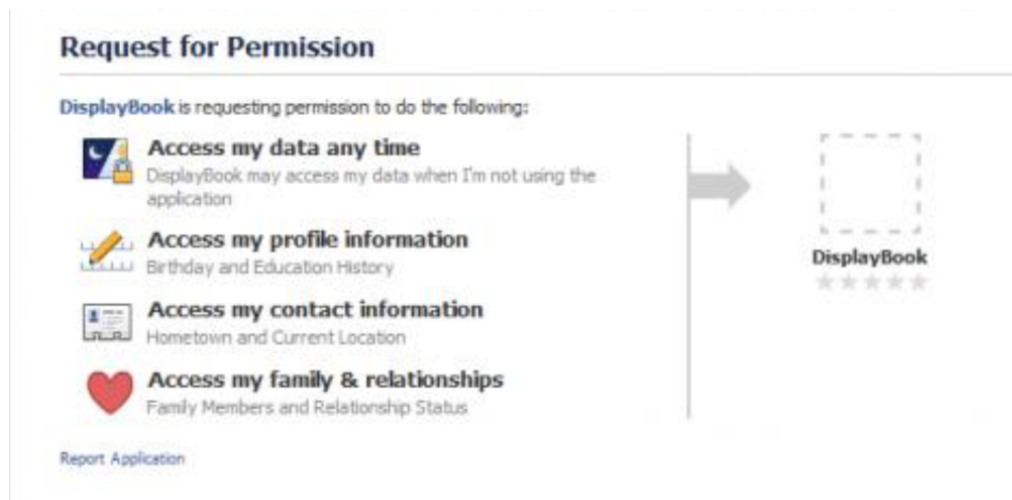 Request for Permission
DisplayBook is requesting permission to do the following:
Access my data any time
DisplayBook may access my data when I'm not using the
application
Access my profile information
Birthday and Education History
Access my contact information
Hometown and Current Location
Access my family & relationships
Family Members and Relationship Status
DisplayBook
Report Application